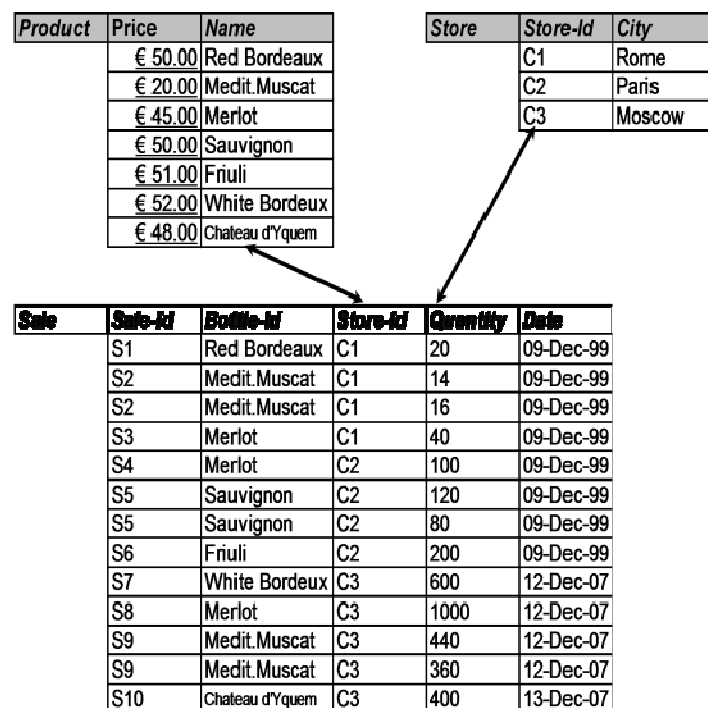 Product Price Name
€ 50.00 Red Bordeaux
€ 20.00 Medit.Muscat
€ 45.00 Merlot
€ 50.00 Sauvignon
€ 51.00 Friuli
€ 52.00 White Bordeux
€ 48.00 Chateau d'Yquem
Store Store-Id City
C1 Rome
C2 Paris
C3 Moscow
Sale Sale-Id Bottle-Id Store-Id Quantity Date
S1 Red Bordeaux C1 20 09-Dec-99
S2 Medit.Muscat C1 14 09-Dec-99
S2 Medit.Muscat C1 16 09-Dec-99
S3 Merlot C1 40 09-Dec-99
S4 Merlot C2 100 09-Dec-99
S5 Sauvignon C2 120 09-Dec-99
S5 Sauvignon C2 80 09-Dec-99
S6 Friuli C2 200 09-Dec-99
S7 White Bordeux C3 600 12-Dec-07
S8 Merlot C3 1000 12-Dec-07
S9 Medit.Muscat C3 440 12-Dec-07
S9 Medit.Muscat C3 360 12-Dec-07
S10 Chateau d'Yquem C3 400 13-Dec-07